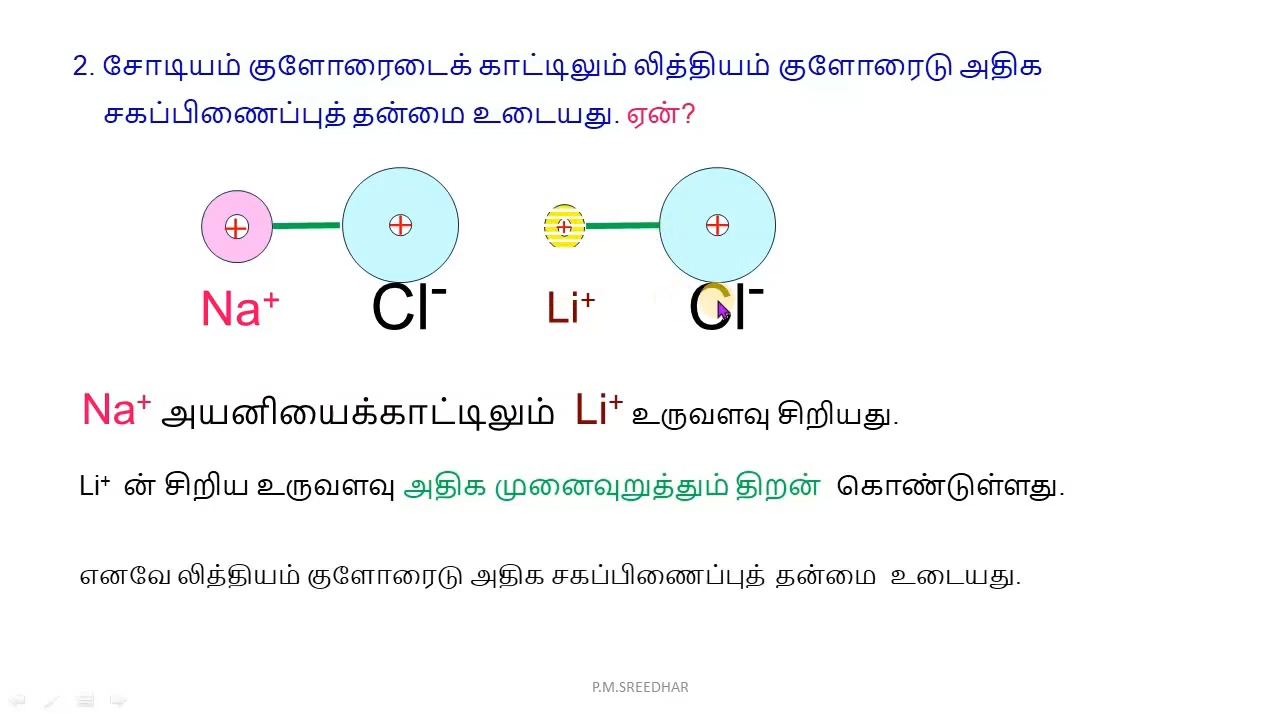 2. சோடியம் குளோரைடைக் காட்டிலும் லித்தியம் குளோரைடு அதிக
சகப்பிணைப்புத் தன்மை உடையது. ஏன்?
+ + + +
Na⁺ Cl⁻ Li⁺ Cl⁻
Na⁺ அயனியைக்காட்டிலும் Li⁺ உருவளவு சிறியது.
Li⁺ ன் சிறிய உருவளவு அதிக முனைவுறுத்தும் திறன் கொண்டுள்ளது.
எனவே லித்தியம் குளோரைடு அதிக சகப்பிணைப்புத் தன்மை உடையது.
P.M.SREEDHAR